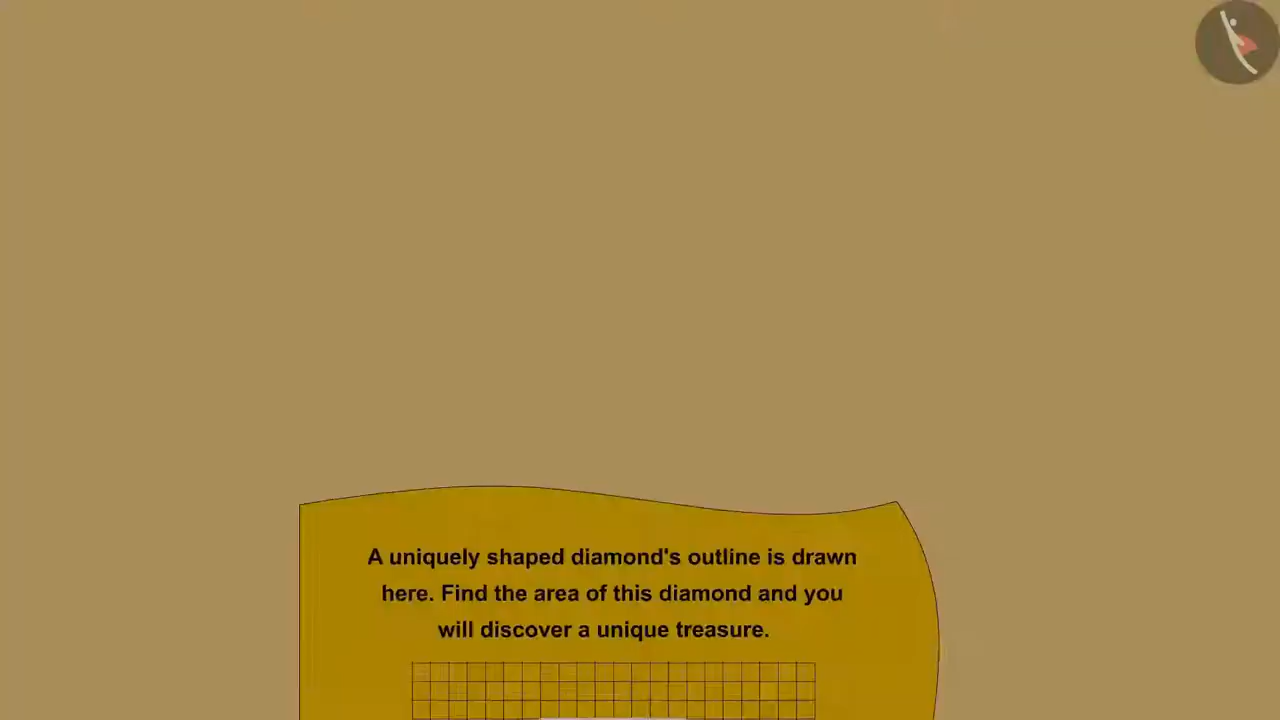 A uniquely shaped diamond's outline is drawn
here. Find the area of this diamond and you
will discover a unique treasure.